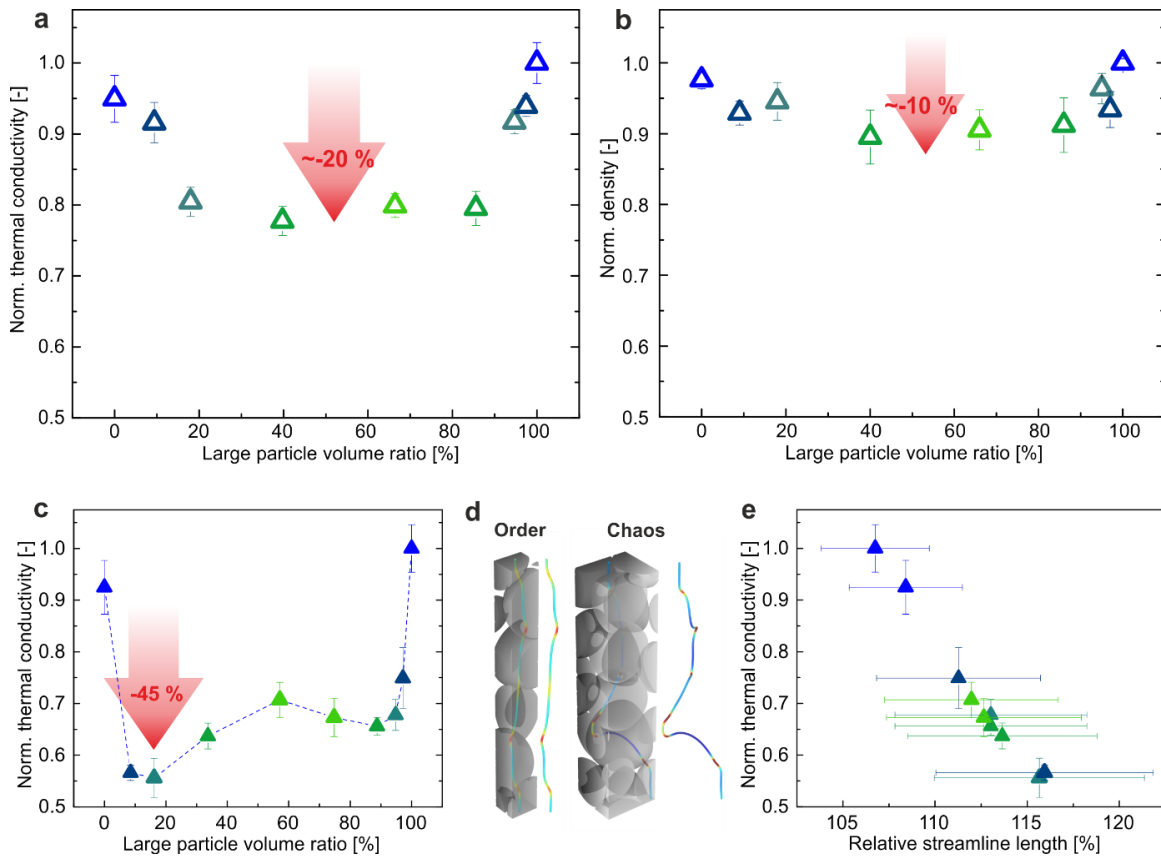 a
Norm. thermal conductivity [-]
1.0
0.9
0.8
0.7
0.6
0.5
~-20 %
0 20 40 60 80 100
Large particle volume ratio [%]
b
Norm. density [-]
1.0
0.9
0.8
0.7
0.6
0.5
~-10 %
0 20 40 60 80 100
Large particle volume ratio [%]
c
Norm. thermal conductivity [-]
1.0
0.9
0.8
0.7
0.6
0.5
-45 %
0 20 40 60 80 100
Large particle volume ratio [%]
d
Order Chaos
e
Norm. thermal conductivity [-]
1.0
0.9
0.8
0.7
0.6
0.5
105 110 115 120
Relative streamline length [%]